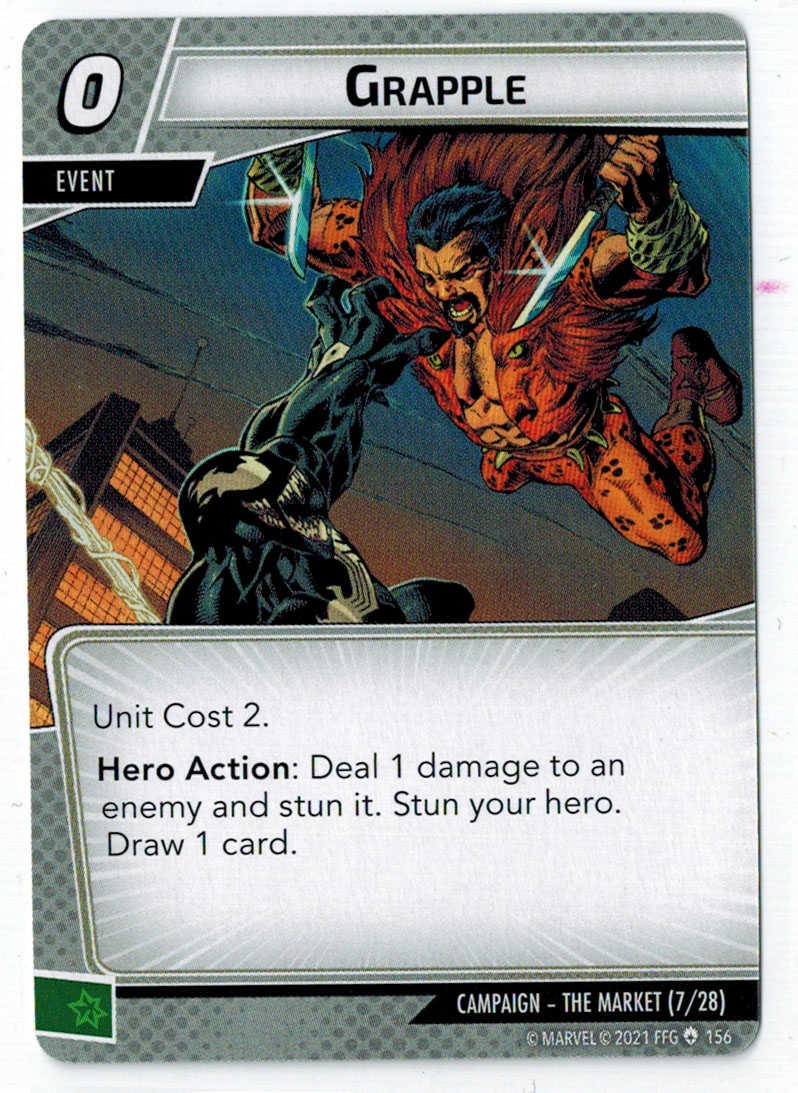 0
GRAPPLE
EVENT
Unit Cost 2.
Hero Action: Deal 1 damage to an
enemy and stun it. Stun your hero.
Draw 1 card.
CAMPAIGN – THE MARKET (7/28)
© MARVEL © 2021 FFG 156